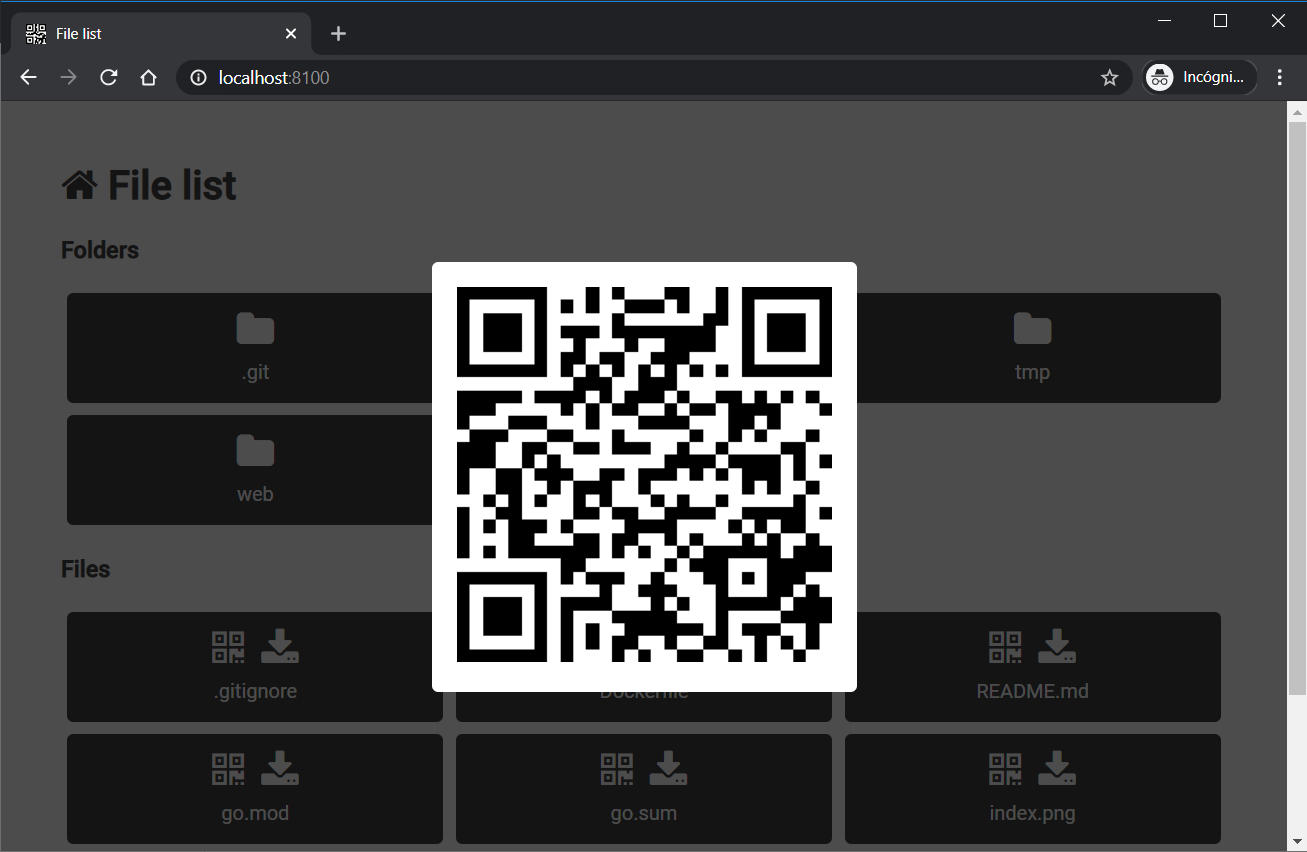 File list
localhost:8100
Incógni...
File list
Folders
.git
tmp
web
Files
.gitignore
Dockerfile
README.md
go.mod
go.sum
index.png